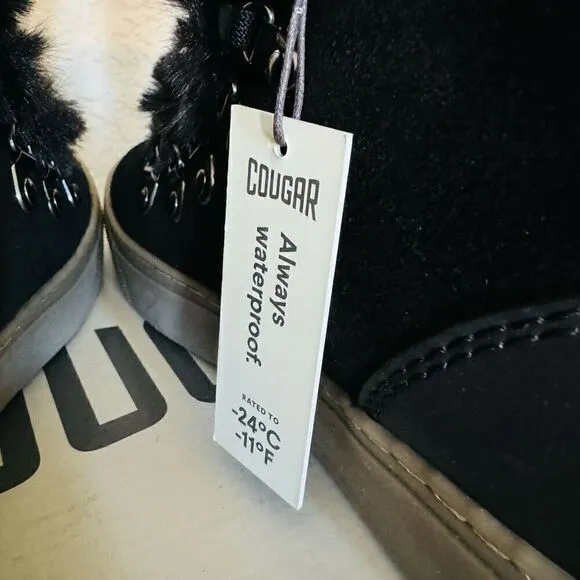 COUGAR
Always
waterproof.
RATED TO
-24°C
-11°F